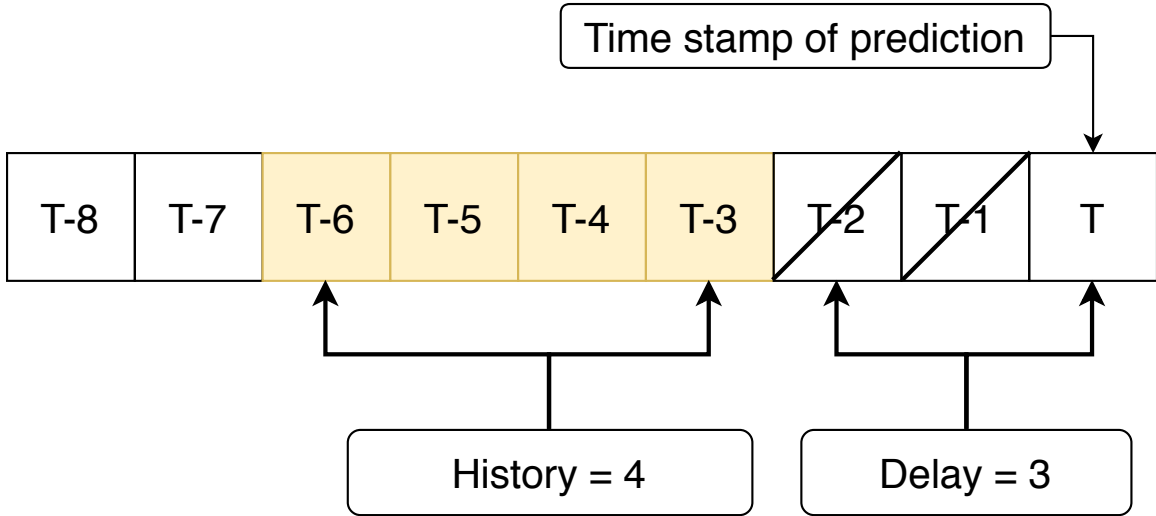 Time stamp of prediction
T-8 T-7 T-6 T-5 T-4 T-3 T-2 T-1 T
History = 4 Delay = 3